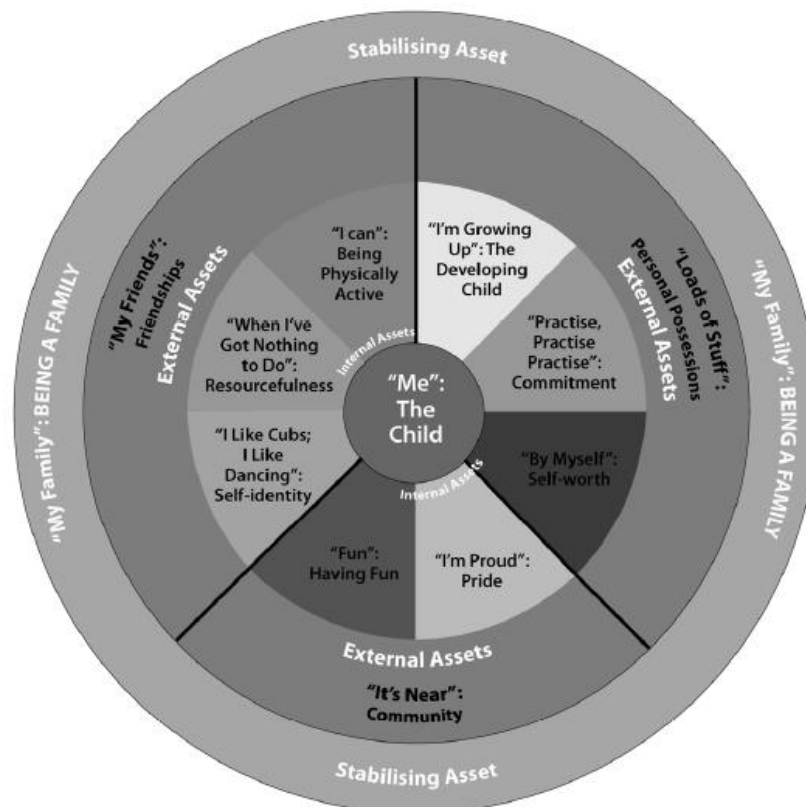 Stabilising Asset
"My Family": BEING A FAMILY
"My Family": BEING A FAMILY
"My Friends":
Friendships
External Assets
"Loads of Stuff":
Personal Possessions
External Assets
"I can":
Being
Physically
Active
"I'm Growing
Up": The
Developing
Child
"When I've
Got Nothing
to Do":
Resourcefulness
"Practise,
Practise
Practise":
Commitment
Internal Assets
"Me":
The
Child
Internal Assets
"I Like Cubs;
I Like
Dancing":
Self-identity
"By Myself":
Self-worth
"Fun":
Having Fun
"I'm Proud":
Pride
External Assets
"It's Near":
Community
Stabilising Asset